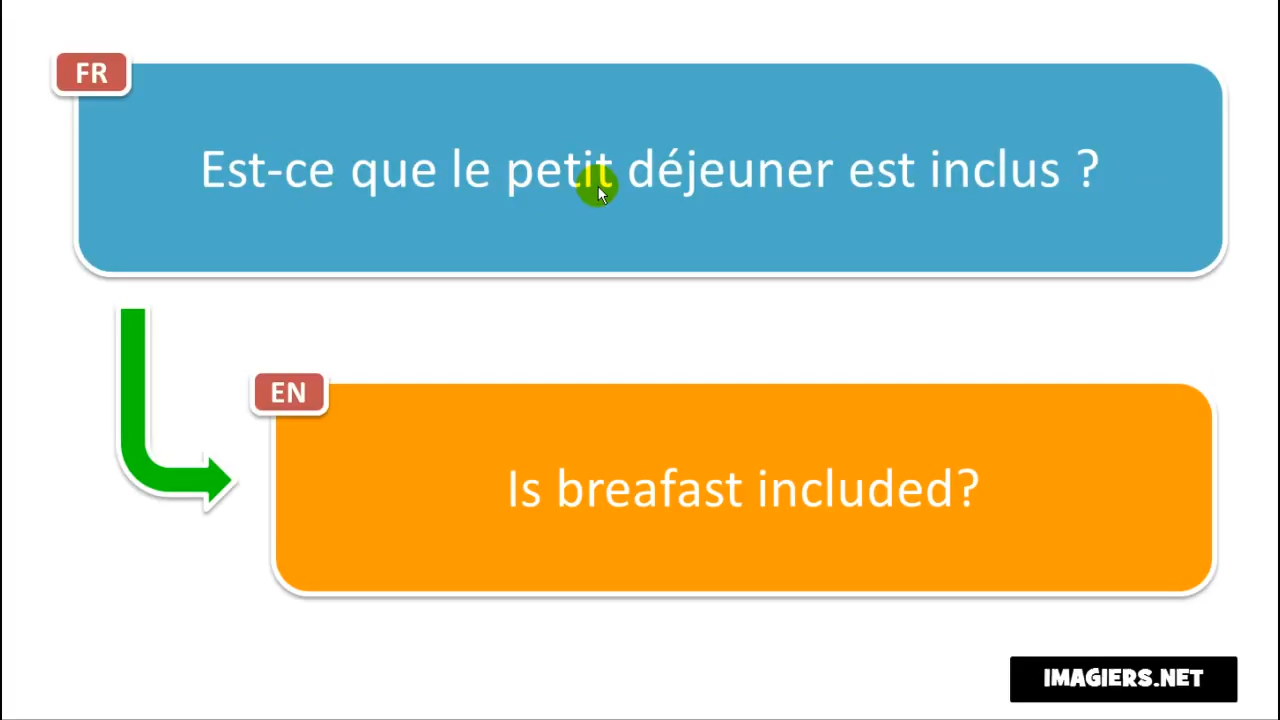 FR
Est-ce que le petit déjeuner est inclus ?
EN
Is breafast included?
IMAGIERS.NET